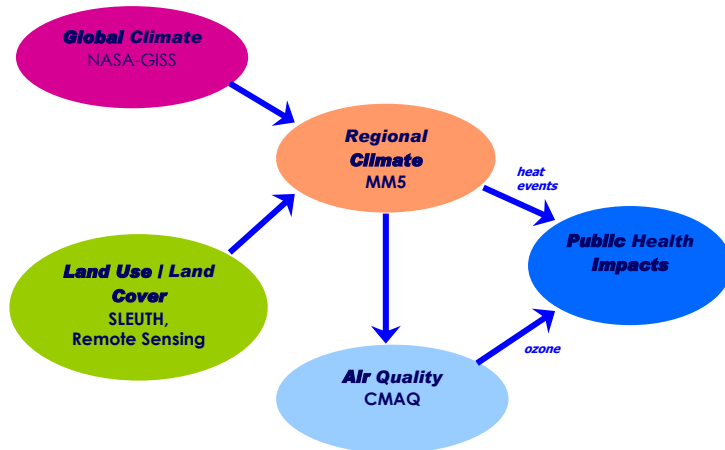 Global Climate
NASA-GISS
Regional
Climate
MM5
heat
events
Public Health
Impacts
Land Use / Land
Cover
SLEUTH,
Remote Sensing
Air Quality
CMAQ
ozone